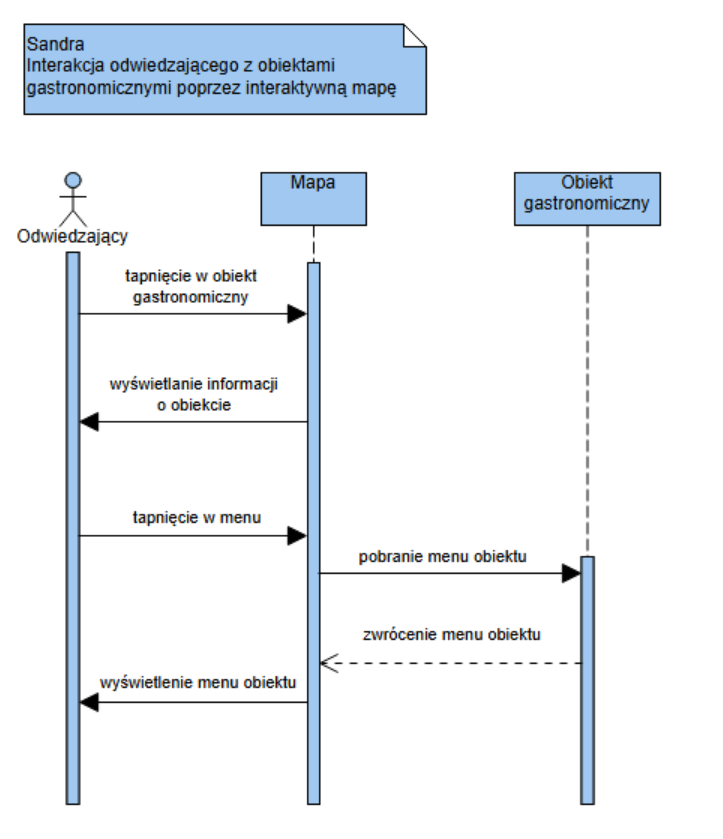 Sandra
Interakcja odwiedzającego z obiektami
gastronomicznymi poprzez interaktywną mapę
Odwiedzający
Mapa
Obiekt
gastronomiczny
tapnięcie w obiekt
gastronomiczny
wyświetlanie informacji
o obiekcie
tapnięcie w menu
pobranie menu obiektu
zwrócenie menu obiektu
wyświetlenie menu obiektu